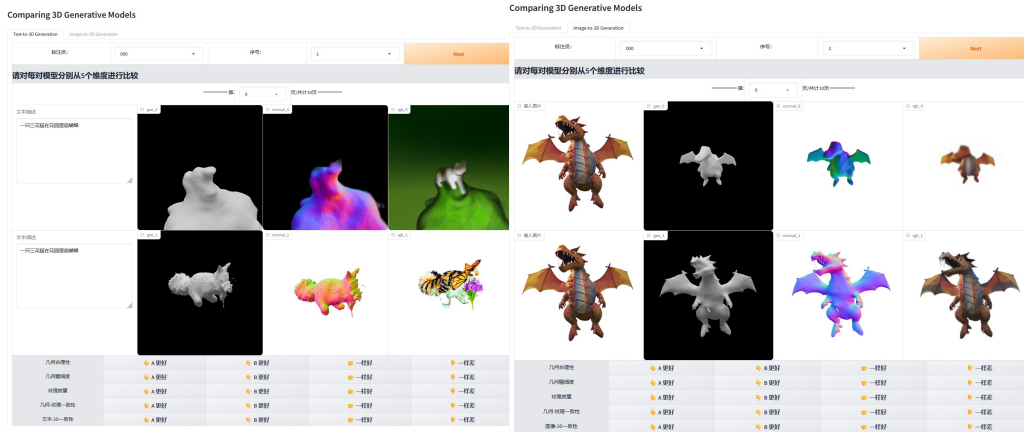 Comparing 3D Generative Models
Text-to-3D Generation Image-to-3D Generation
标注员: 000 序号: 1 Next
请对每对模型分别从5个维度进行比较
第: 0 页/共计10页
文本描述 geo_0 normal_0 rgb_0
一只三花猫在花园里追蝴蝶
文本描述 geo_1 normal_1 rgb_1
一只三花猫在花园里追蝴蝶
几何合理性 A 更好 B 更好 一样好 一样差
几何精细度 A 更好 B 更好 一样好 一样差
纹理质量 A 更好 B 更好 一样好 一样差
几何-纹理一致性 A 更好 B 更好 一样好 一样差
文本-3D一致性 A 更好 B 更好 一样好 一样差
Comparing 3D Generative Models
Text-to-3D Generation Image-to-3D Generation
标注员: 000 序号: 2 Next
请对每对模型分别从5个维度进行比较
第: 0 页/共计10页
输入图片 geo_0 normal_0 rgb_0
输入图片 geo_1 normal_1 rgb_1
几何合理性 A 更好 B 更好 一样好 一样差
几何精细度 A 更好 B 更好 一样好 一样差
纹理质量 A 更好 B 更好 一样好 一样差
几何-纹理一致性 A 更好 B 更好 一样好 一样差
图像-3D一致性 A 更好 B 更好 一样好 一样差